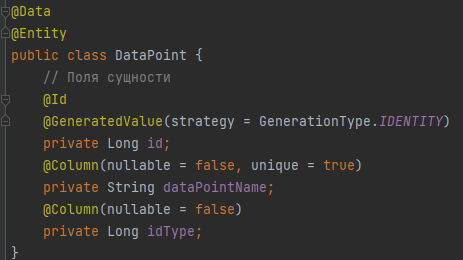 @Data
@Entity
public class DataPoint {
// Поля сущности
@Id
@GeneratedValue(strategy = GenerationType.IDENTITY)
private Long id;
@Column(nullable = false, unique = true)
private String dataPointName;
@Column(nullable = false)
private Long idType;
}